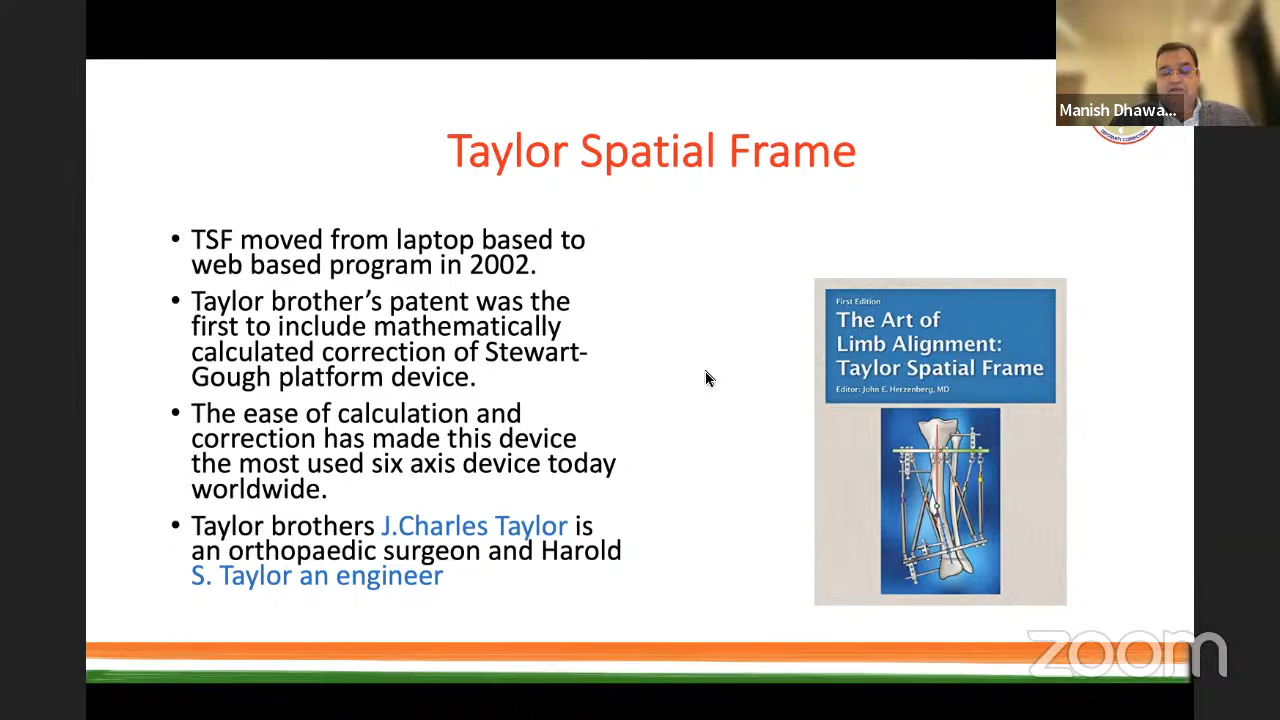 Manish Dhawa...
DEFORMITY CORRECTION
Taylor Spatial Frame
• TSF moved from laptop based to
web based program in 2002.
• Taylor brother’s patent was the
first to include mathematically
calculated correction of Stewart-
Gough platform device.
• The ease of calculation and
correction has made this device
the most used six axis device today
worldwide.
• Taylor brothers J.Charles Taylor is
an orthopaedic surgeon and Harold
S. Taylor an engineer
First Edition
The Art of
Limb Alignment:
Taylor Spatial Frame
Editor: John E. Herzenberg, MD
zoom